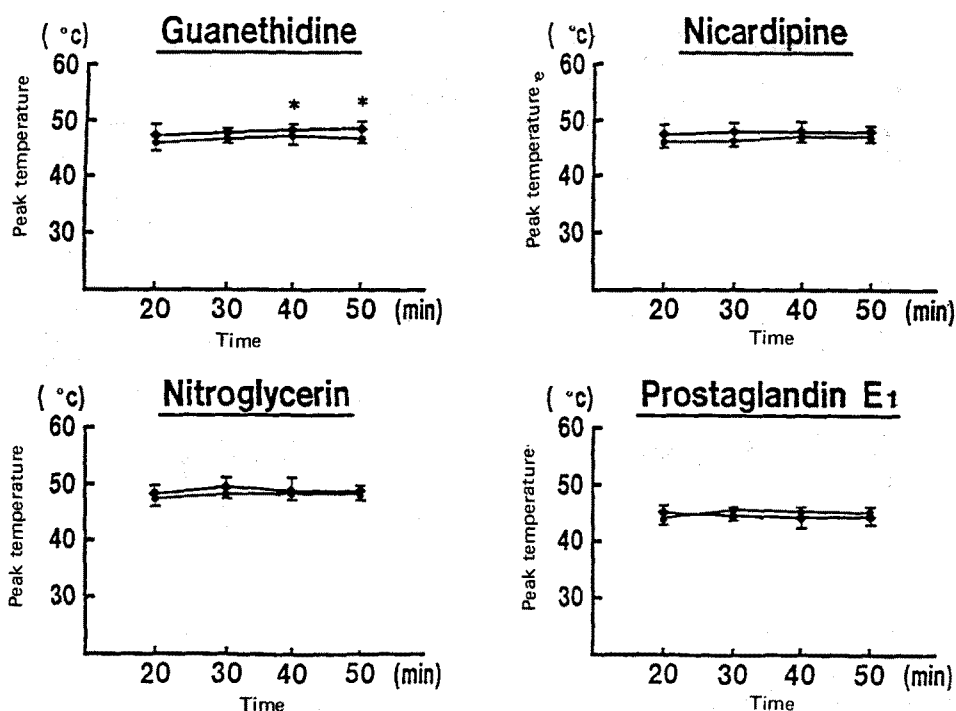 Guanethidine
( °c)
60
50
40
30
* *
Peak temperature
20 30 40 50 (min)
Time
Nicardipine
60
50
40
30
Peak temperature e
20 30 40 50 (min)
Time
Nitroglycerin
( °c)
60
50
40
30
Peak temperature
20 30 40 50 (min)
Time
Prostaglandin E1
( °c)
60
50
40
30
Peak temperature
20 30 40 50 (min)
Time
( °c)